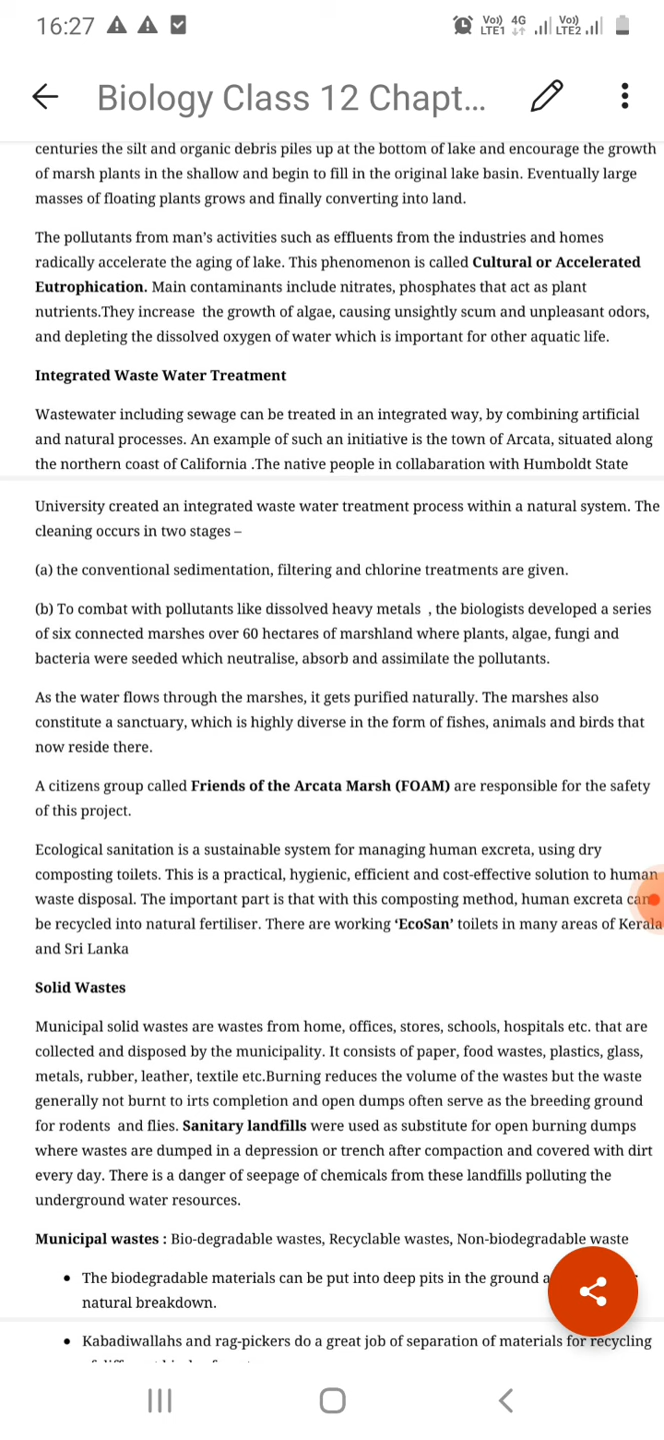 16:27
Vo) 4G Vo)
LTE1 LTE2
Biology Class 12 Chapt...
centuries the silt and organic debris piles up at the bottom of lake and encourage the growth
of marsh plants in the shallow and begin to fill in the original lake basin. Eventually large
masses of floating plants grows and finally converting into land.
The pollutants from man's activities such as effluents from the industries and homes
radically accelerate the aging of lake. This phenomenon is called Cultural or Accelerated
Eutrophication. Main contaminants include nitrates, phosphates that act as plant
nutrients.They increase the growth of algae, causing unsightly scum and unpleasant odors,
and depleting the dissolved oxygen of water which is important for other aquatic life.
Integrated Waste Water Treatment
Wastewater including sewage can be treated in an integrated way, by combining artificial
and natural processes. An example of such an initiative is the town of Arcata, situated along
the northern coast of California .The native people in collabaration with Humboldt State
University created an integrated waste water treatment process within a natural system. The
cleaning occurs in two stages –
(a) the conventional sedimentation, filtering and chlorine treatments are given.
(b) To combat with pollutants like dissolved heavy metals , the biologists developed a series
of six connected marshes over 60 hectares of marshland where plants, algae, fungi and
bacteria were seeded which neutralise, absorb and assimilate the pollutants.
As the water flows through the marshes, it gets purified naturally. The marshes also
constitute a sanctuary, which is highly diverse in the form of fishes, animals and birds that
now reside there.
A citizens group called Friends of the Arcata Marsh (FOAM) are responsible for the safety
of this project.
Ecological sanitation is a sustainable system for managing human excreta, using dry
composting toilets. This is a practical, hygienic, efficient and cost-effective solution to human
waste disposal. The important part is that with this composting method, human excreta can
be recycled into natural fertiliser. There are working ‘EcoSan’ toilets in many areas of Kerala
and Sri Lanka
Solid Wastes
Municipal solid wastes are wastes from home, offices, stores, schools, hospitals etc. that are
collected and disposed by the municipality. It consists of paper, food wastes, plastics, glass,
metals, rubber, leather, textile etc.Burning reduces the volume of the wastes but the waste
generally not burnt to irts completion and open dumps often serve as the breeding ground
for rodents and flies. Sanitary landfills were used as substitute for open burning dumps
where wastes are dumped in a depression or trench after compaction and covered with dirt
every day. There is a danger of seepage of chemicals from these landfills polluting the
underground water resources.
Municipal wastes : Bio-degradable wastes, Recyclable wastes, Non-biodegradable waste
• The biodegradable materials can be put into deep pits in the ground
natural breakdown.
• Kabadiwallahs and rag-pickers do a great job of separation of materials for recycling